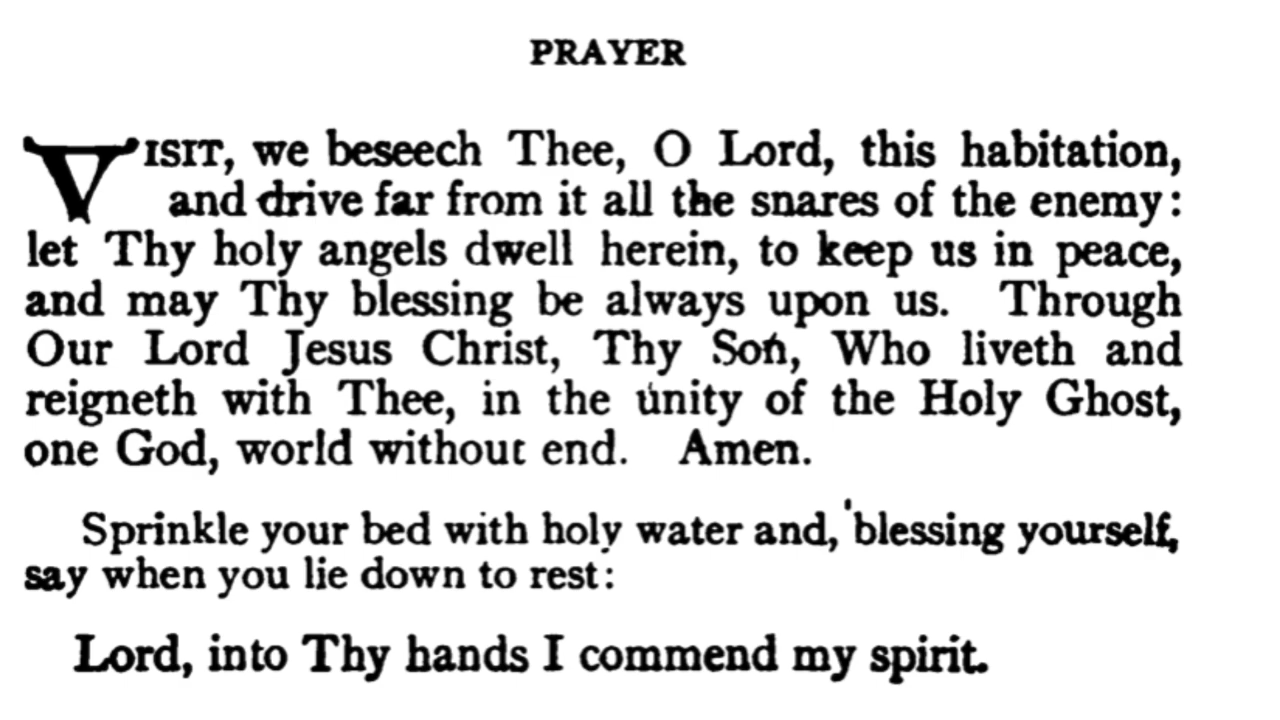 PRAYER
VISIT, we beseech Thee, O Lord, this habitation,
and drive far from it all the snares of the enemy:
let Thy holy angels dwell herein, to keep us in peace,
and may Thy blessing be always upon us. Through
Our Lord Jesus Christ, Thy Son, Who liveth and
reigneth with Thee, in the unity of the Holy Ghost,
one God, world without end. Amen.
Sprinkle your bed with holy water and, blessing yourself,
say when you lie down to rest:
Lord, into Thy hands I commend my spirit.